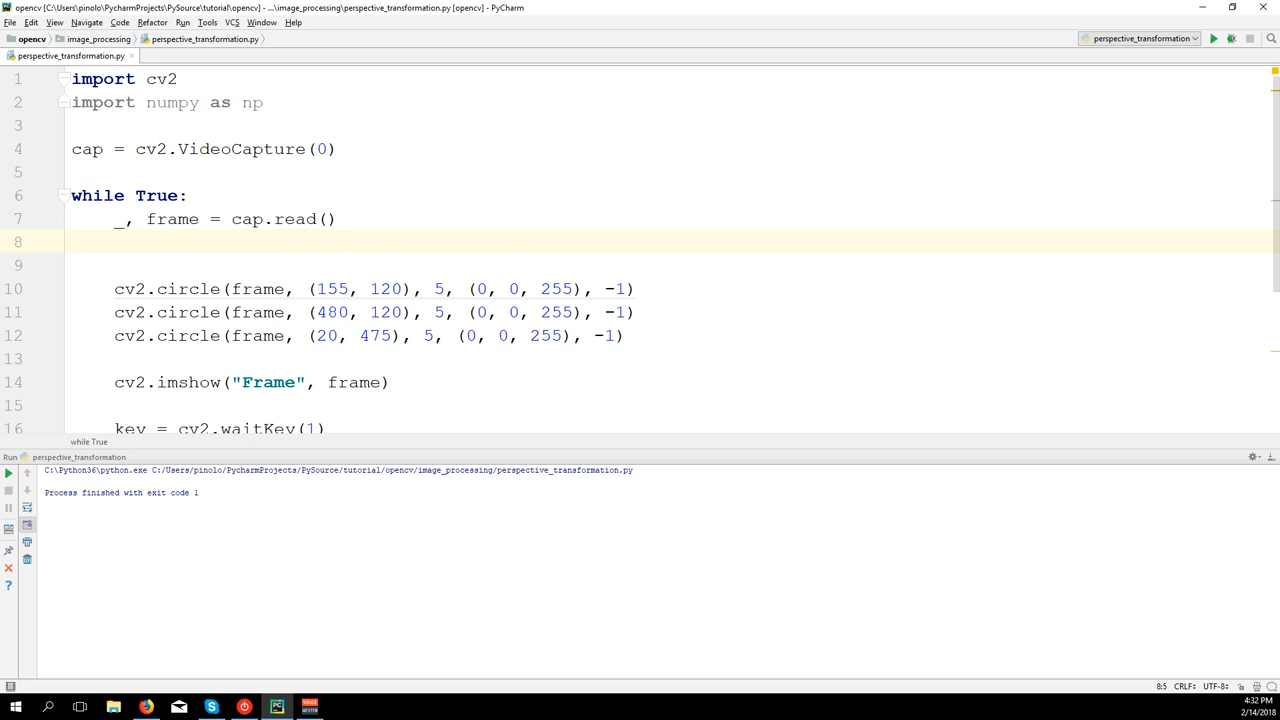 opencv [C:\Users\pinolo\PycharmProjects\PySource\tutorial\opencv] - ...\image_processing\perspective_transformation.py [opencv] - PyCharm
File Edit View Navigate Code Refactor Run Tools VCS Window Help
opencv image_processing perspective_transformation.py perspective_transformation
perspective_transformation.py
1 import cv2
2 import numpy as np
3
4 cap = cv2.VideoCapture(0)
5
6 while True:
7 _, frame = cap.read()
8
9
10 cv2.circle(frame, (155, 120), 5, (0, 0, 255), -1)
11 cv2.circle(frame, (480, 120), 5, (0, 0, 255), -1)
12 cv2.circle(frame, (20, 475), 5, (0, 0, 255), -1)
13
14 cv2.imshow("Frame", frame)
15
16 key = cv2.waitKey(1)
while True
Run perspective_transformation
C:\Python36\python.exe C:/Users/pinolo/PycharmProjects/PySource/tutorial/opencv/image_processing/perspective_transformation.py
Process finished with exit code 1
8:5 CRLF UTF-8
4:32 PM
2/14/2018